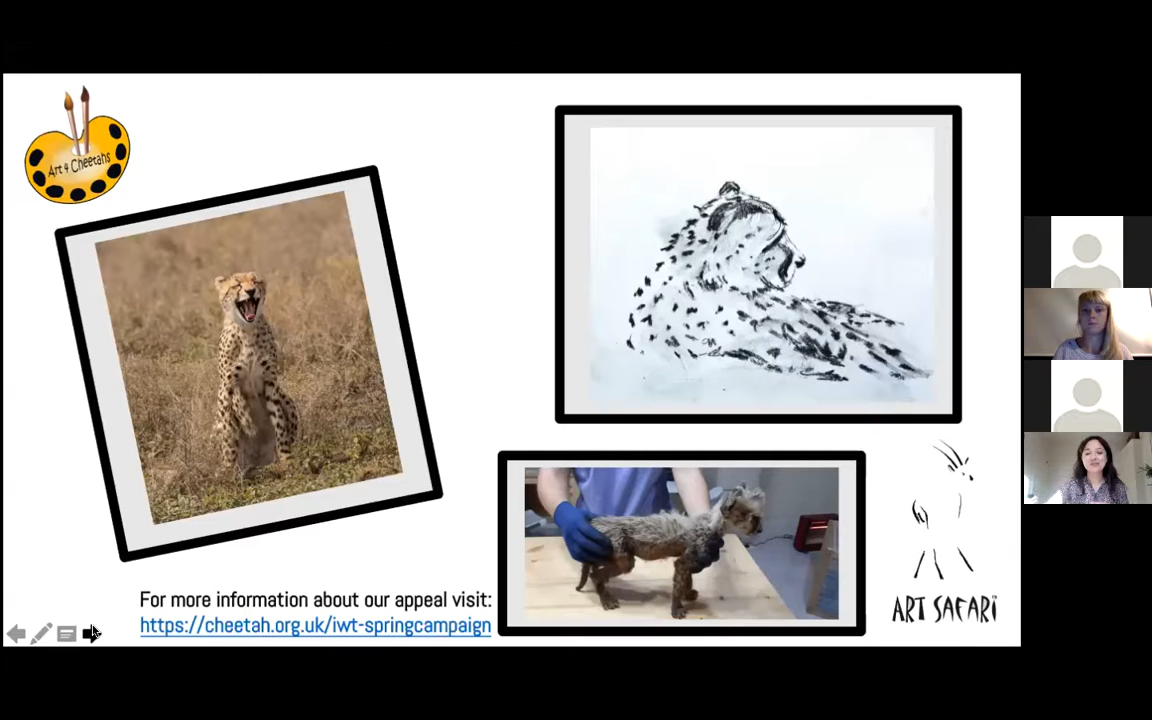 Art 4 Cheetahs
For more information about our appeal visit:
https://cheetah.org.uk/iwt-springcampaign
ART SAFARI